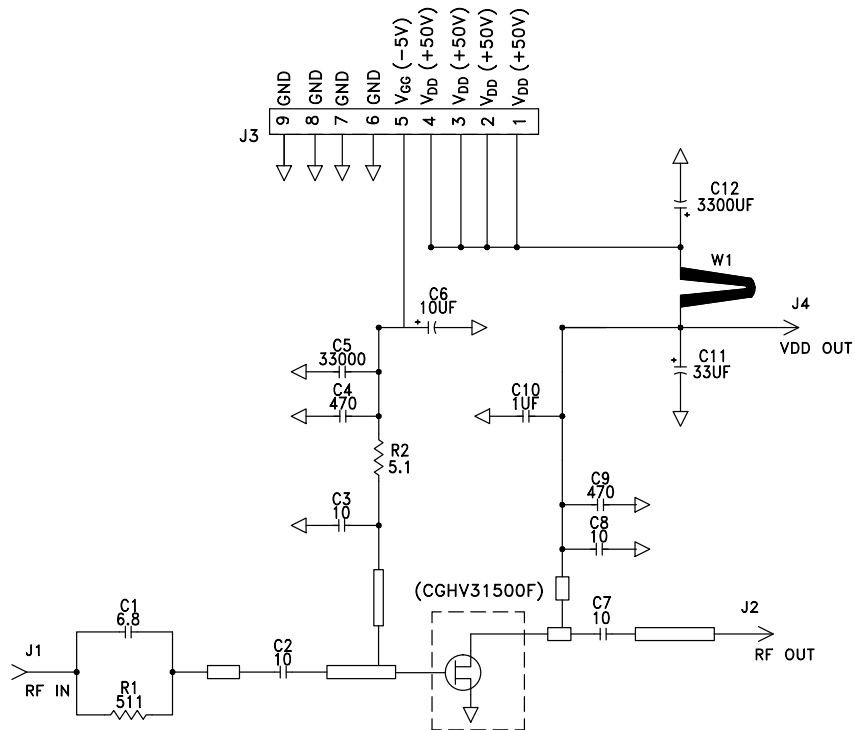 GND
GND
GND
GND
VGG (-5V)
VDD (+50V)
VDD (+50V)
VDD (+50V)
VDD (+50V)
9
8
7
6
5
4
3
2
1
J3
C12
3300UF
+
W1
J4
VDD OUT
C6
10UF
+
C11
33UF
+
C5
33000
C4
470
C10
1UF
R2
5.1
C3
10
C9
470
C8
10
(CGHV31500F)
C7
10
J2
RF OUT
C1
6.8
J1
RF IN
C2
10
R1
511